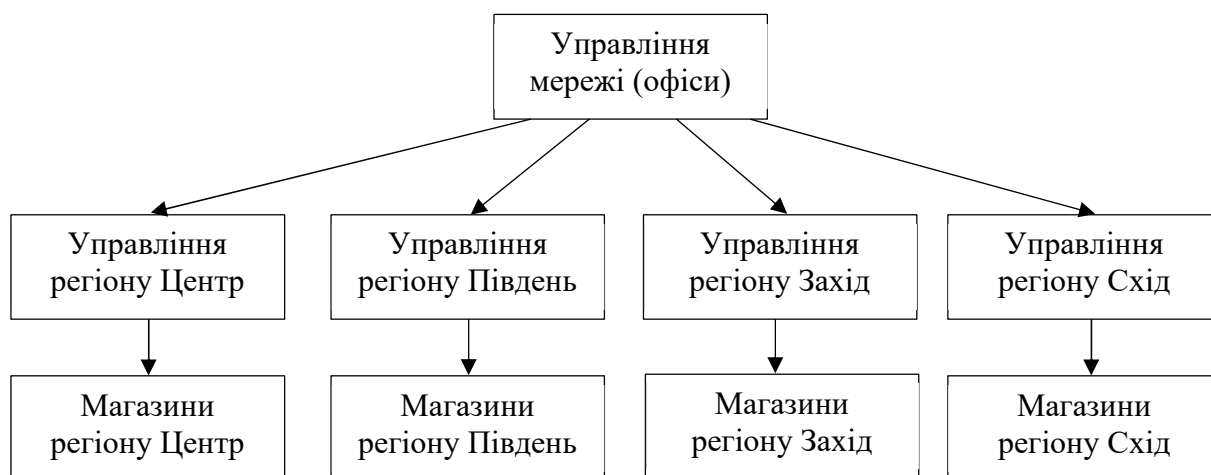 Управління
мережі (офіси)
Управління
регіону Центр
Управління
регіону Південь
Управління
регіону Захід
Управління
регіону Схід
Магазини
регіону Центр
Магазини
регіону Південь
Магазини
регіону Захід
Магазини
регіону Схід